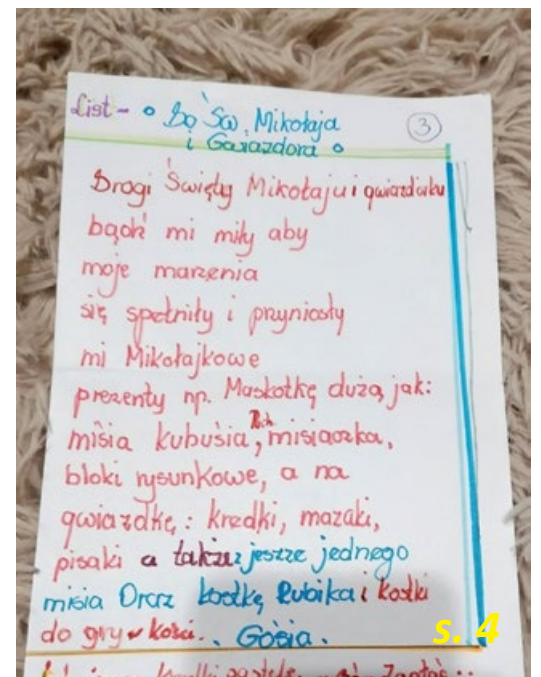 List - o Do Św. Mikołaja
i Gwiazdora o
3
Drogi Święty Mikołaju i gwiazdorku
bądź mi miły aby
moje marzenia
się spełniły i przyniosły
mi Mikołajkowe
prezenty np. Maskotkę dużą jak:
misia kubusia, misiaczka,
bloki rysunkowe, a na
gwiazdkę: kredki, mazaki,
pisaki a także jeszcze jednego
misia Oraz kostkę Rubika i kostki
do gry w kości. Gosia.
s. 4